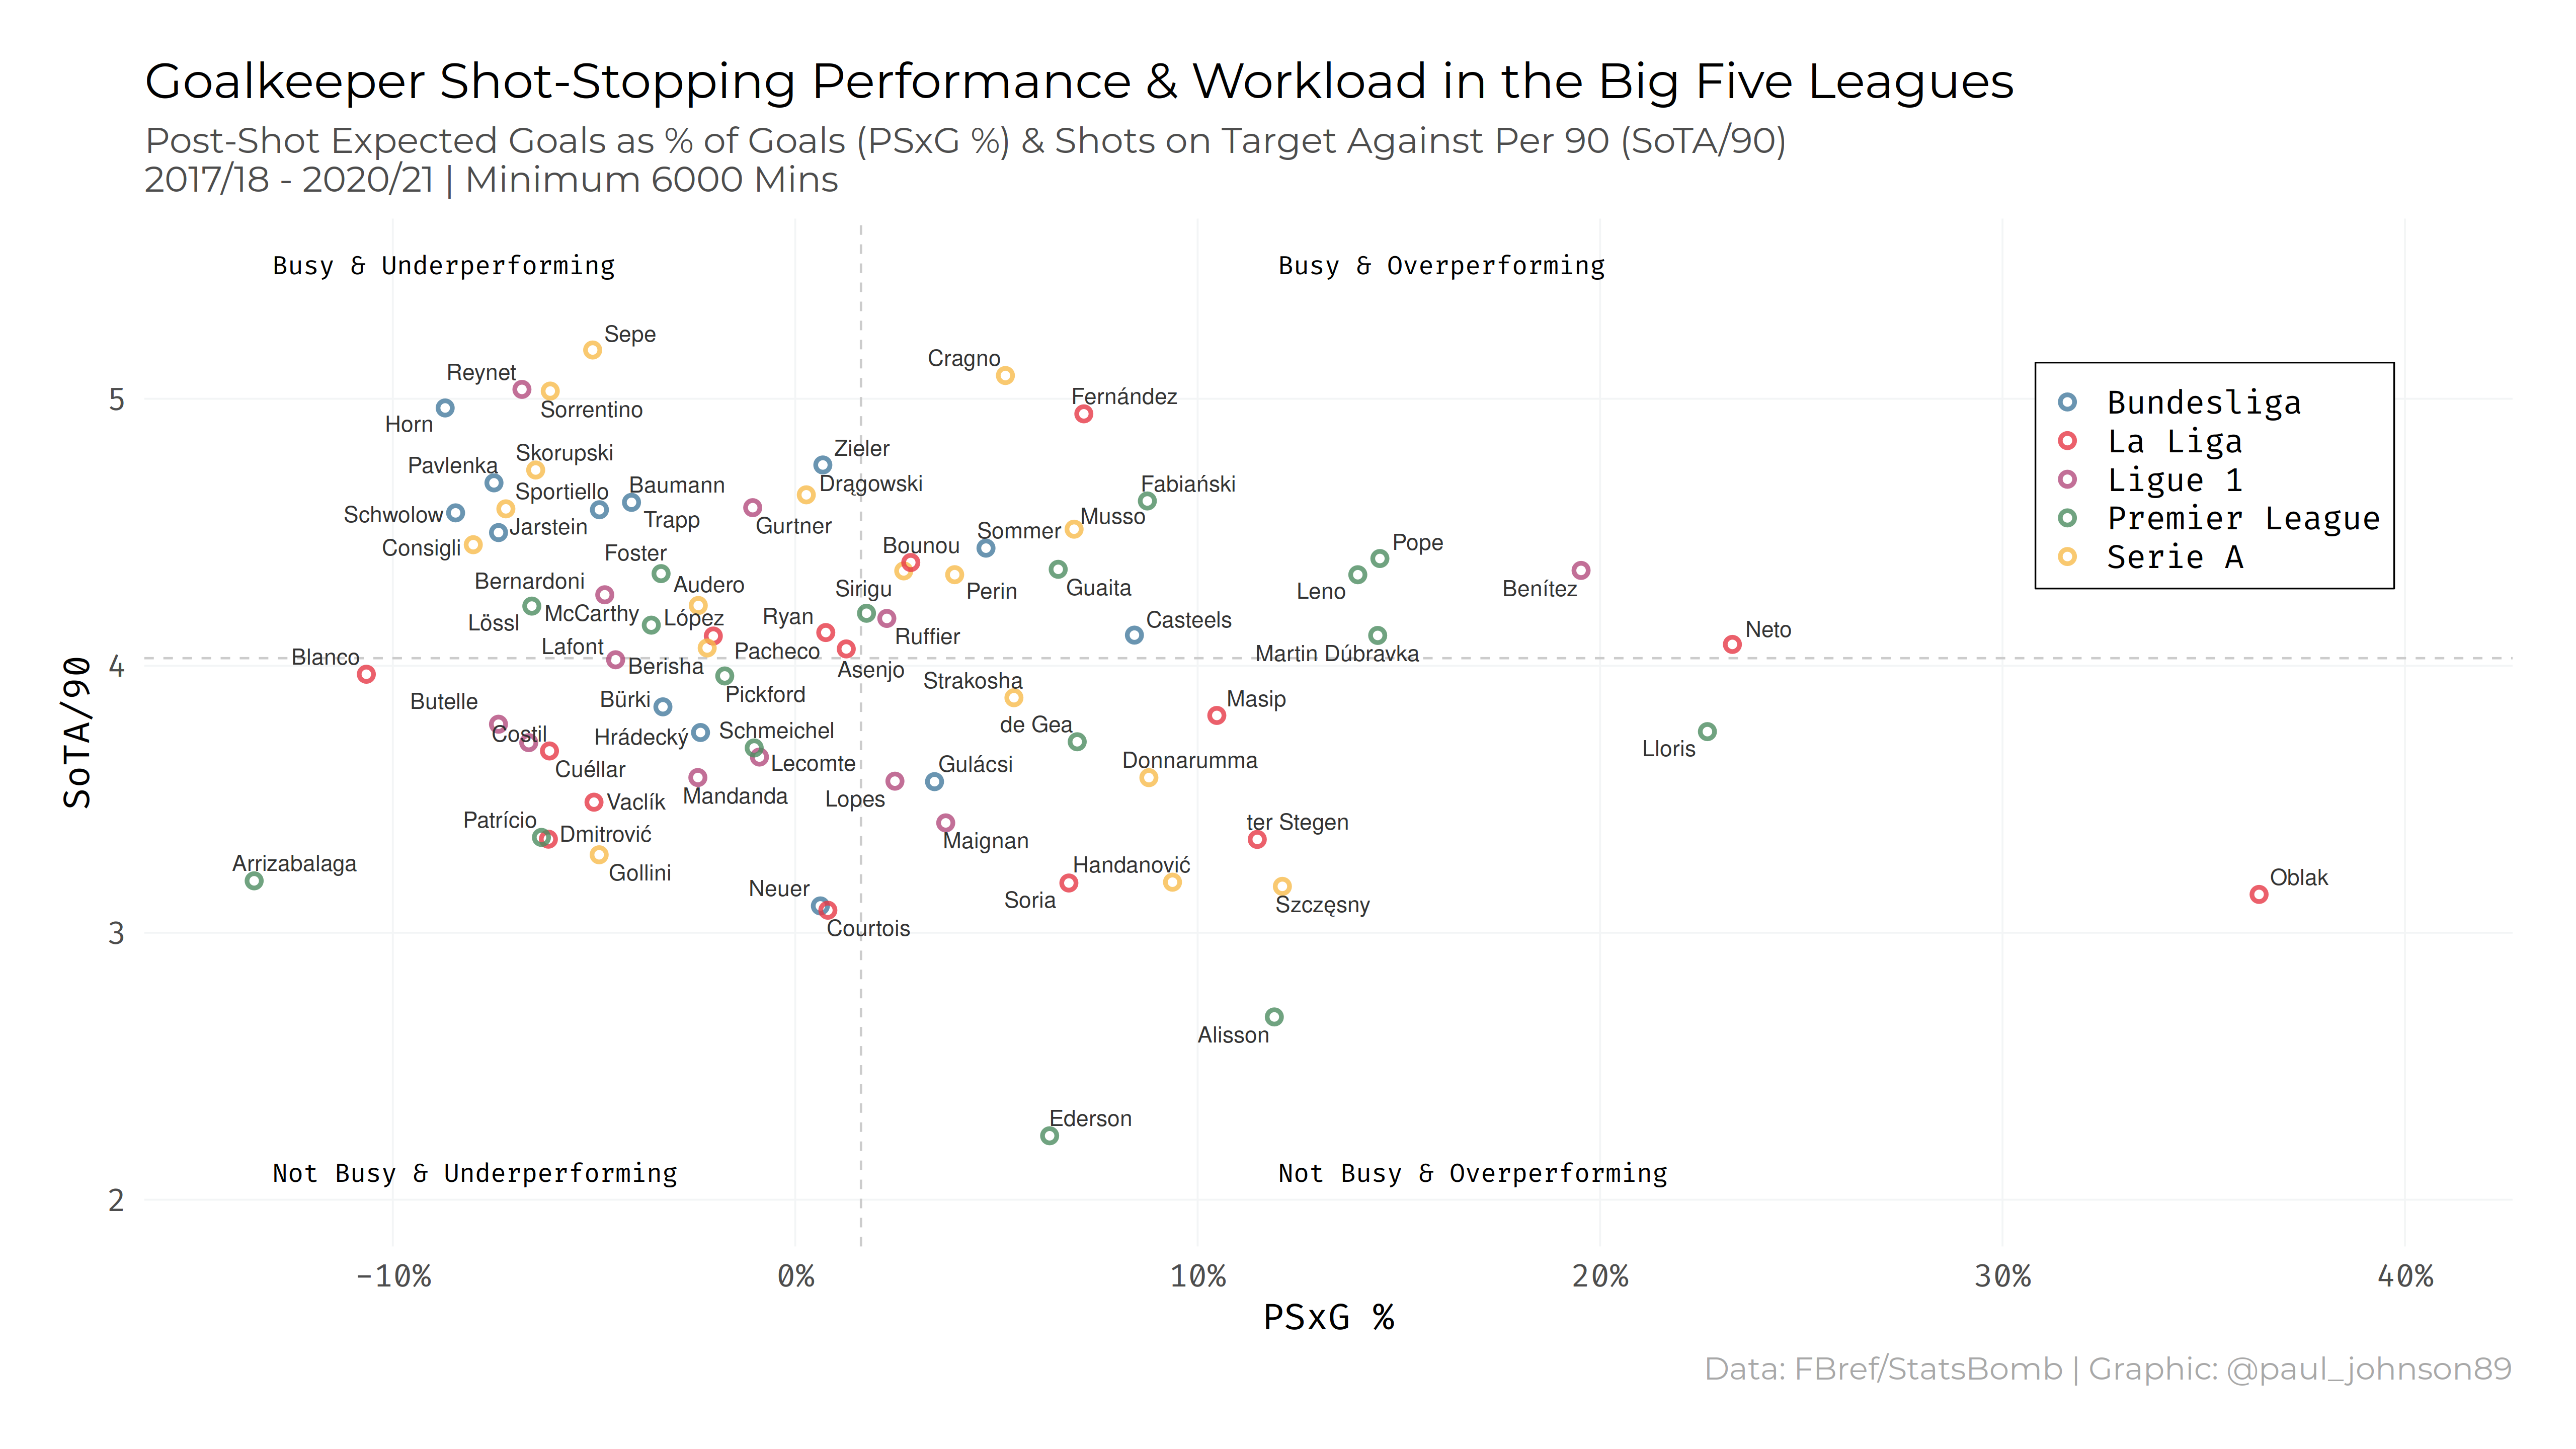 Goalkeeper Shot-Stopping Performance & Workload in the Big Five Leagues
Post-Shot Expected Goals as % of Goals (PSxG %) & Shots on Target Against Per 90 (SoTA/90)
2017/18 - 2020/21 | Minimum 6000 Mins
Busy & Underperforming
Busy & Overperforming
Sepe
Cragno
Reynet
Fernández
Sorrentino
Horn
Zieler
Skorupski
Pavlenka
Drągowski
Fabiański
Baumann
Sportiello
Schwolow
Musso
Trapp
Gurtner
Jarstein
Sommer
Pope
Consigli
Bounou
Foster
Bernardoni
Audero
Sirigu
Perin
Guaita
Leno
Benítez
McCarthy
López
Ryan
Casteels
Lössl
Ruffier
Neto
Lafont
Pacheco
Martin Dúbravka
Blanco
Berisha
Asenjo
Strakosha
Pickford
Bürki
Masip
Butelle
de Gea
Schmeichel
Costil
Hrádecký
Lloris
Donnarumma
Lecomte
Gulácsi
Cuéllar
Mandanda
Lopes
Vaclík
Patrício
ter Stegen
Dmitrović
Maignan
Arrizabalaga
Handanović
Gollini
Oblak
Neuer
Soria
Szczęsny
Courtois
Alisson
Ederson
Not Busy & Underperforming
Not Busy & Overperforming
Bundesliga
La Liga
Ligue 1
Premier League
Serie A
5
4
3
2
SoTA/90
-10%
0%
10%
20%
30%
40%
PSxG %
Data: FBref/StatsBomb | Graphic: @paul_johnson89